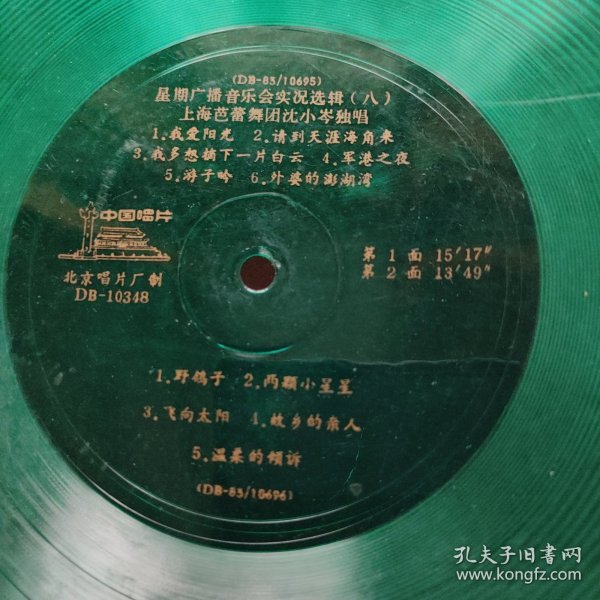 (DB-83/10695)
星期广播音乐会实况选辑(八)
上海芭蕾舞团沈小岑独唱
1.我爱阳光 2.请到天涯海角来
3.我多想摘下一片白云 4.军港之夜
5.游子吟 6.外婆的澎湖湾
中国唱片
北京唱片厂制
DB-10348
第1面 15′17″
第2面 13′49″
1.野鸽子 2.两颗小星星
3.飞向太阳 4.故乡的亲人
5.温柔的倾诉
(DB-83/10696)
孔夫子旧书网
www.kongfz.com